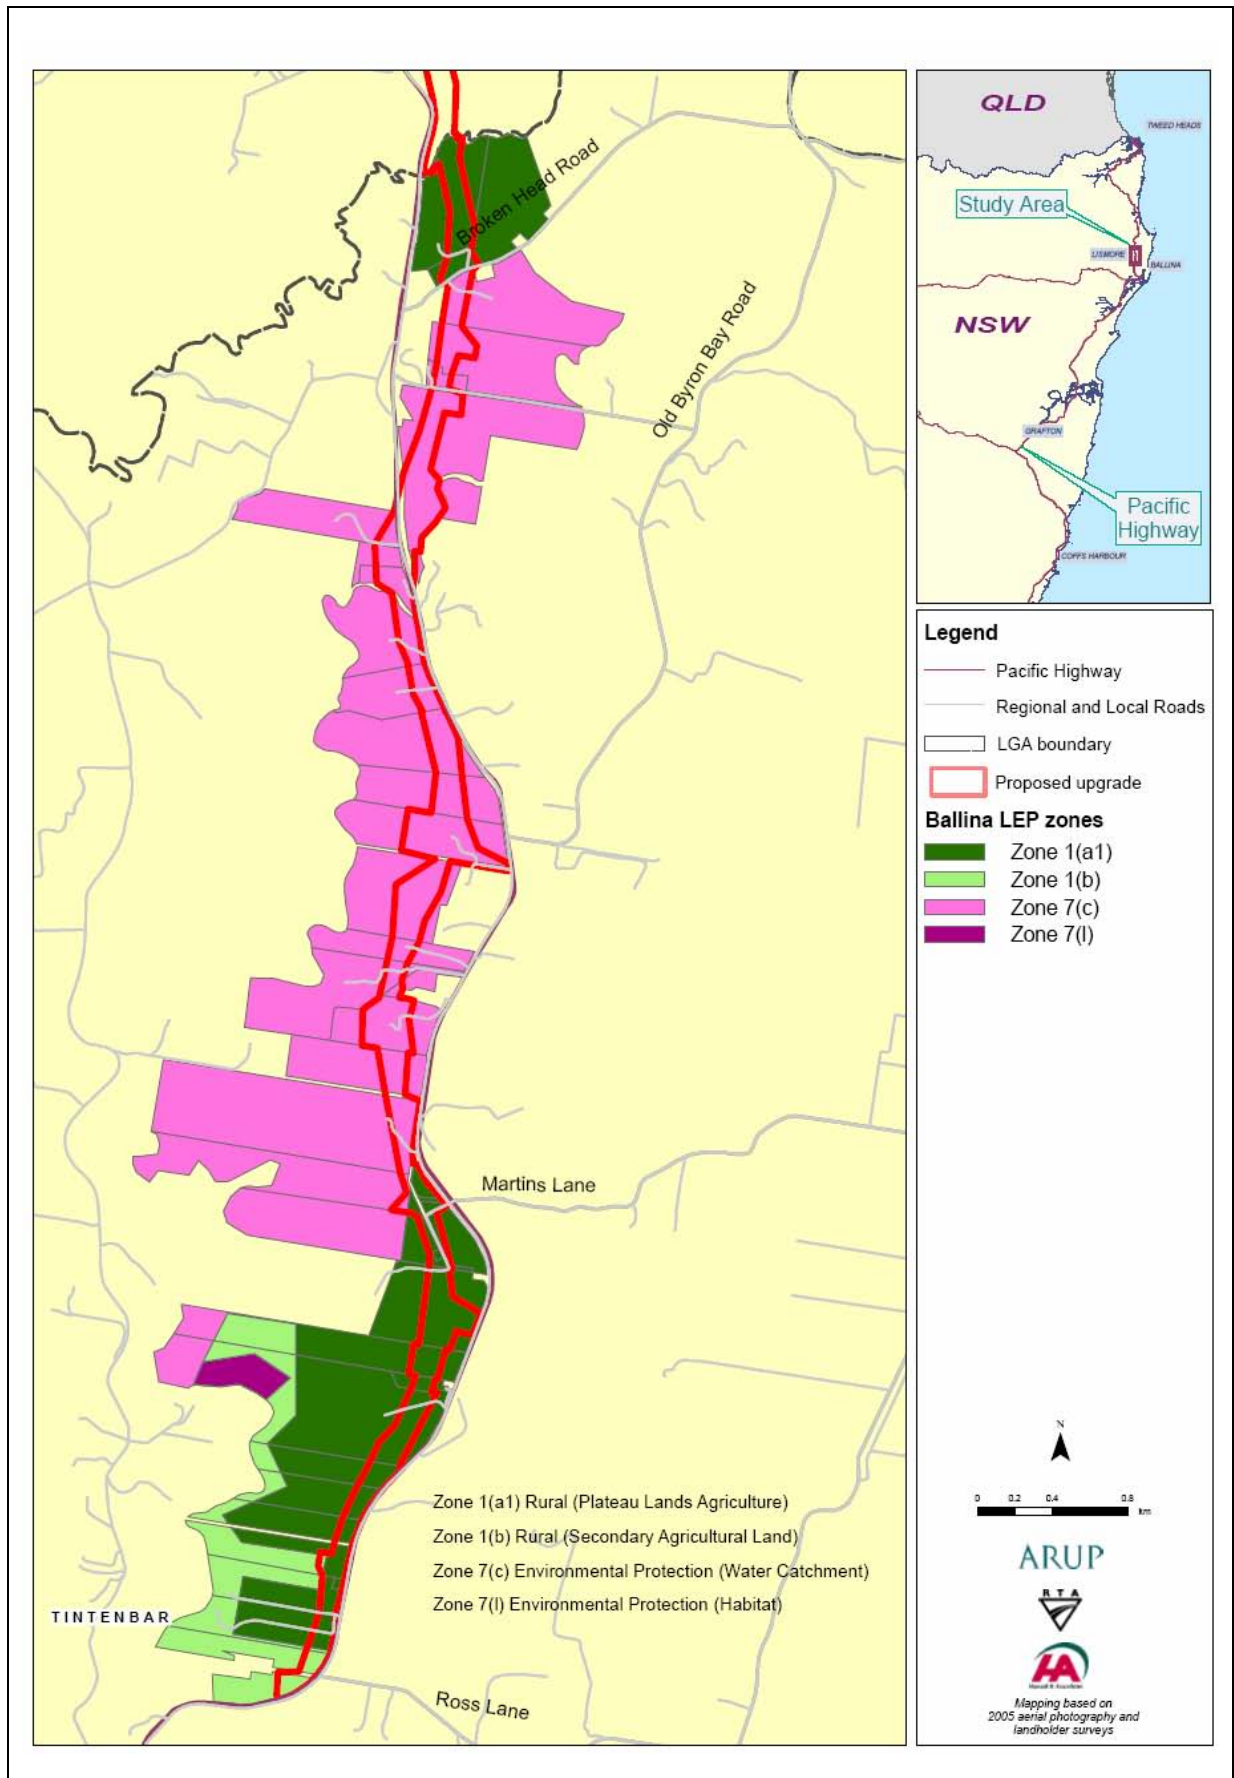 Broken Head Road
Old Byron Bay Road
Martins Lane
Zone 1(a1) Rural (Plateau Lands Agriculture)
Zone 1(b) Rural (Secondary Agricultural Land)
Zone 7(c) Environmental Protection (Water Catchment)
Zone 7(l) Environmental Protection (Habitat)
TINTENBAR
Ross Lane
QLD
TWEED HEADS
Study Area
LISMORE
BALLINA
NSW
GRAFTON
Pacific
Highway
COFFS HARBOUR
Legend
Pacific Highway
Regional and Local Roads
LGA boundary
Proposed upgrade
Ballina LEP zones
Zone 1(a1)
Zone 1(b)
Zone 7(c)
Zone 7(l)
N
0 0.2 0.4 0.8
km
ARUP
RTA
HA
Mapping based on
2005 aerial photography and
landholder surveys